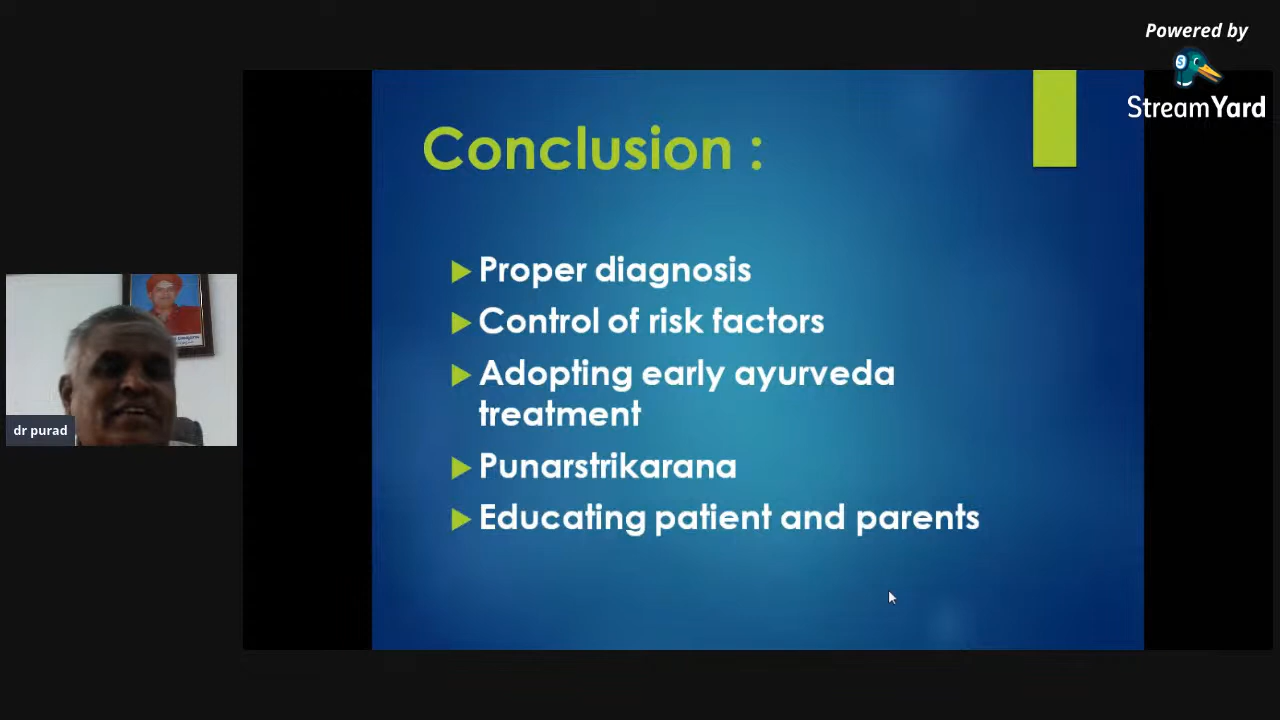 Powered by
StreamYard
Conclusion :
Proper diagnosis
Control of risk factors
Adopting early ayurveda
treatment
Punarstrikarana
Educating patient and parents
dr purad